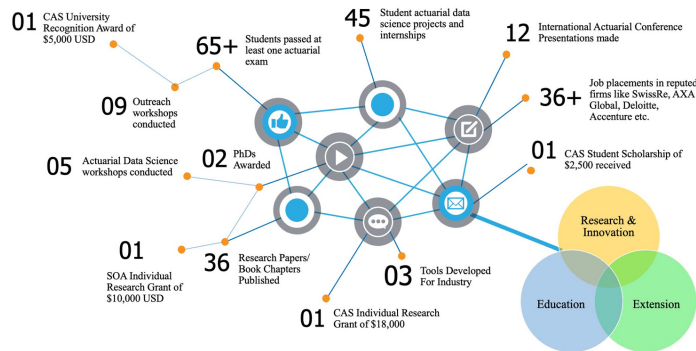 01
CAS University
Recognition Award of
$5,000 USD
65+
Students passed at
least one actuarial
exam
45
Student actuarial data
science projects and
internships
12
International Actuarial Conference
Presentations made
09
Outreach
workshops
conducted
36+
Job placements in reputed
firms like SwissRe, AXA
Global, Deloitte,
Accenture etc.
05
Actuarial Data Science
workshops conducted
02
PhDs
Awarded
01
CAS Student Scholarship of
$2,500 received
01
SOA Individual
Research Grant of
$10,000 USD
36
Research Papers/
Book Chapters
Published
03
Tools Developed
For Industry
01
CAS Individual Research
Grant of $18,000
Research &
Innovation
Education
Extension